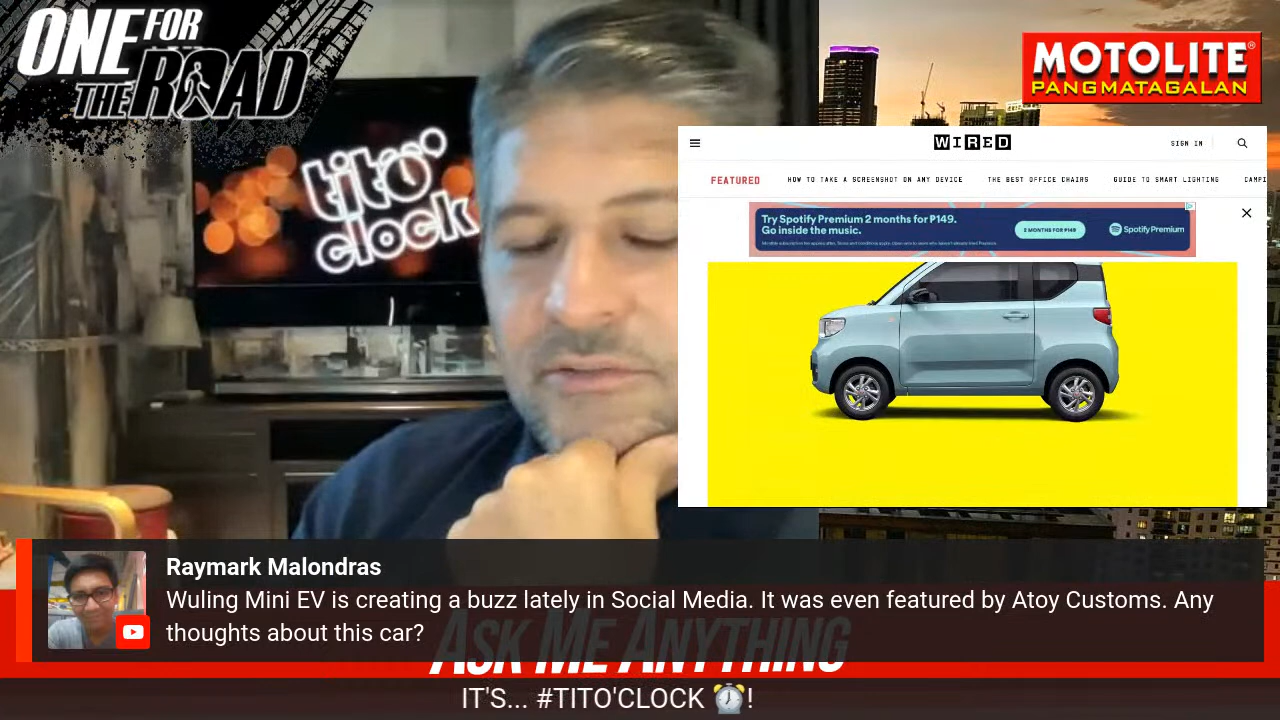 ONE FOR
THE ROAD
tito
clock
MOTOLITE®
PANGMATAGALAN
WIRED
SIGN IN
FEATURED
HOW TO TAKE A SCREENSHOT ON ANY DEVICE
THE BEST OFFICE CHAIRS
GUIDE TO SMART LIGHTING
CAMPI
Try Spotify Premium 2 months for ₱149.
Go inside the music.
2 MONTHS FOR ₱149
Spotify Premium
Raymark Malondras
Wuling Mini EV is creating a buzz lately in Social Media. It was even featured by Atoy Customs. Any
thoughts about this car?
ASK ME ANYTHING
IT'S... #TITO'CLOCK ⏰!